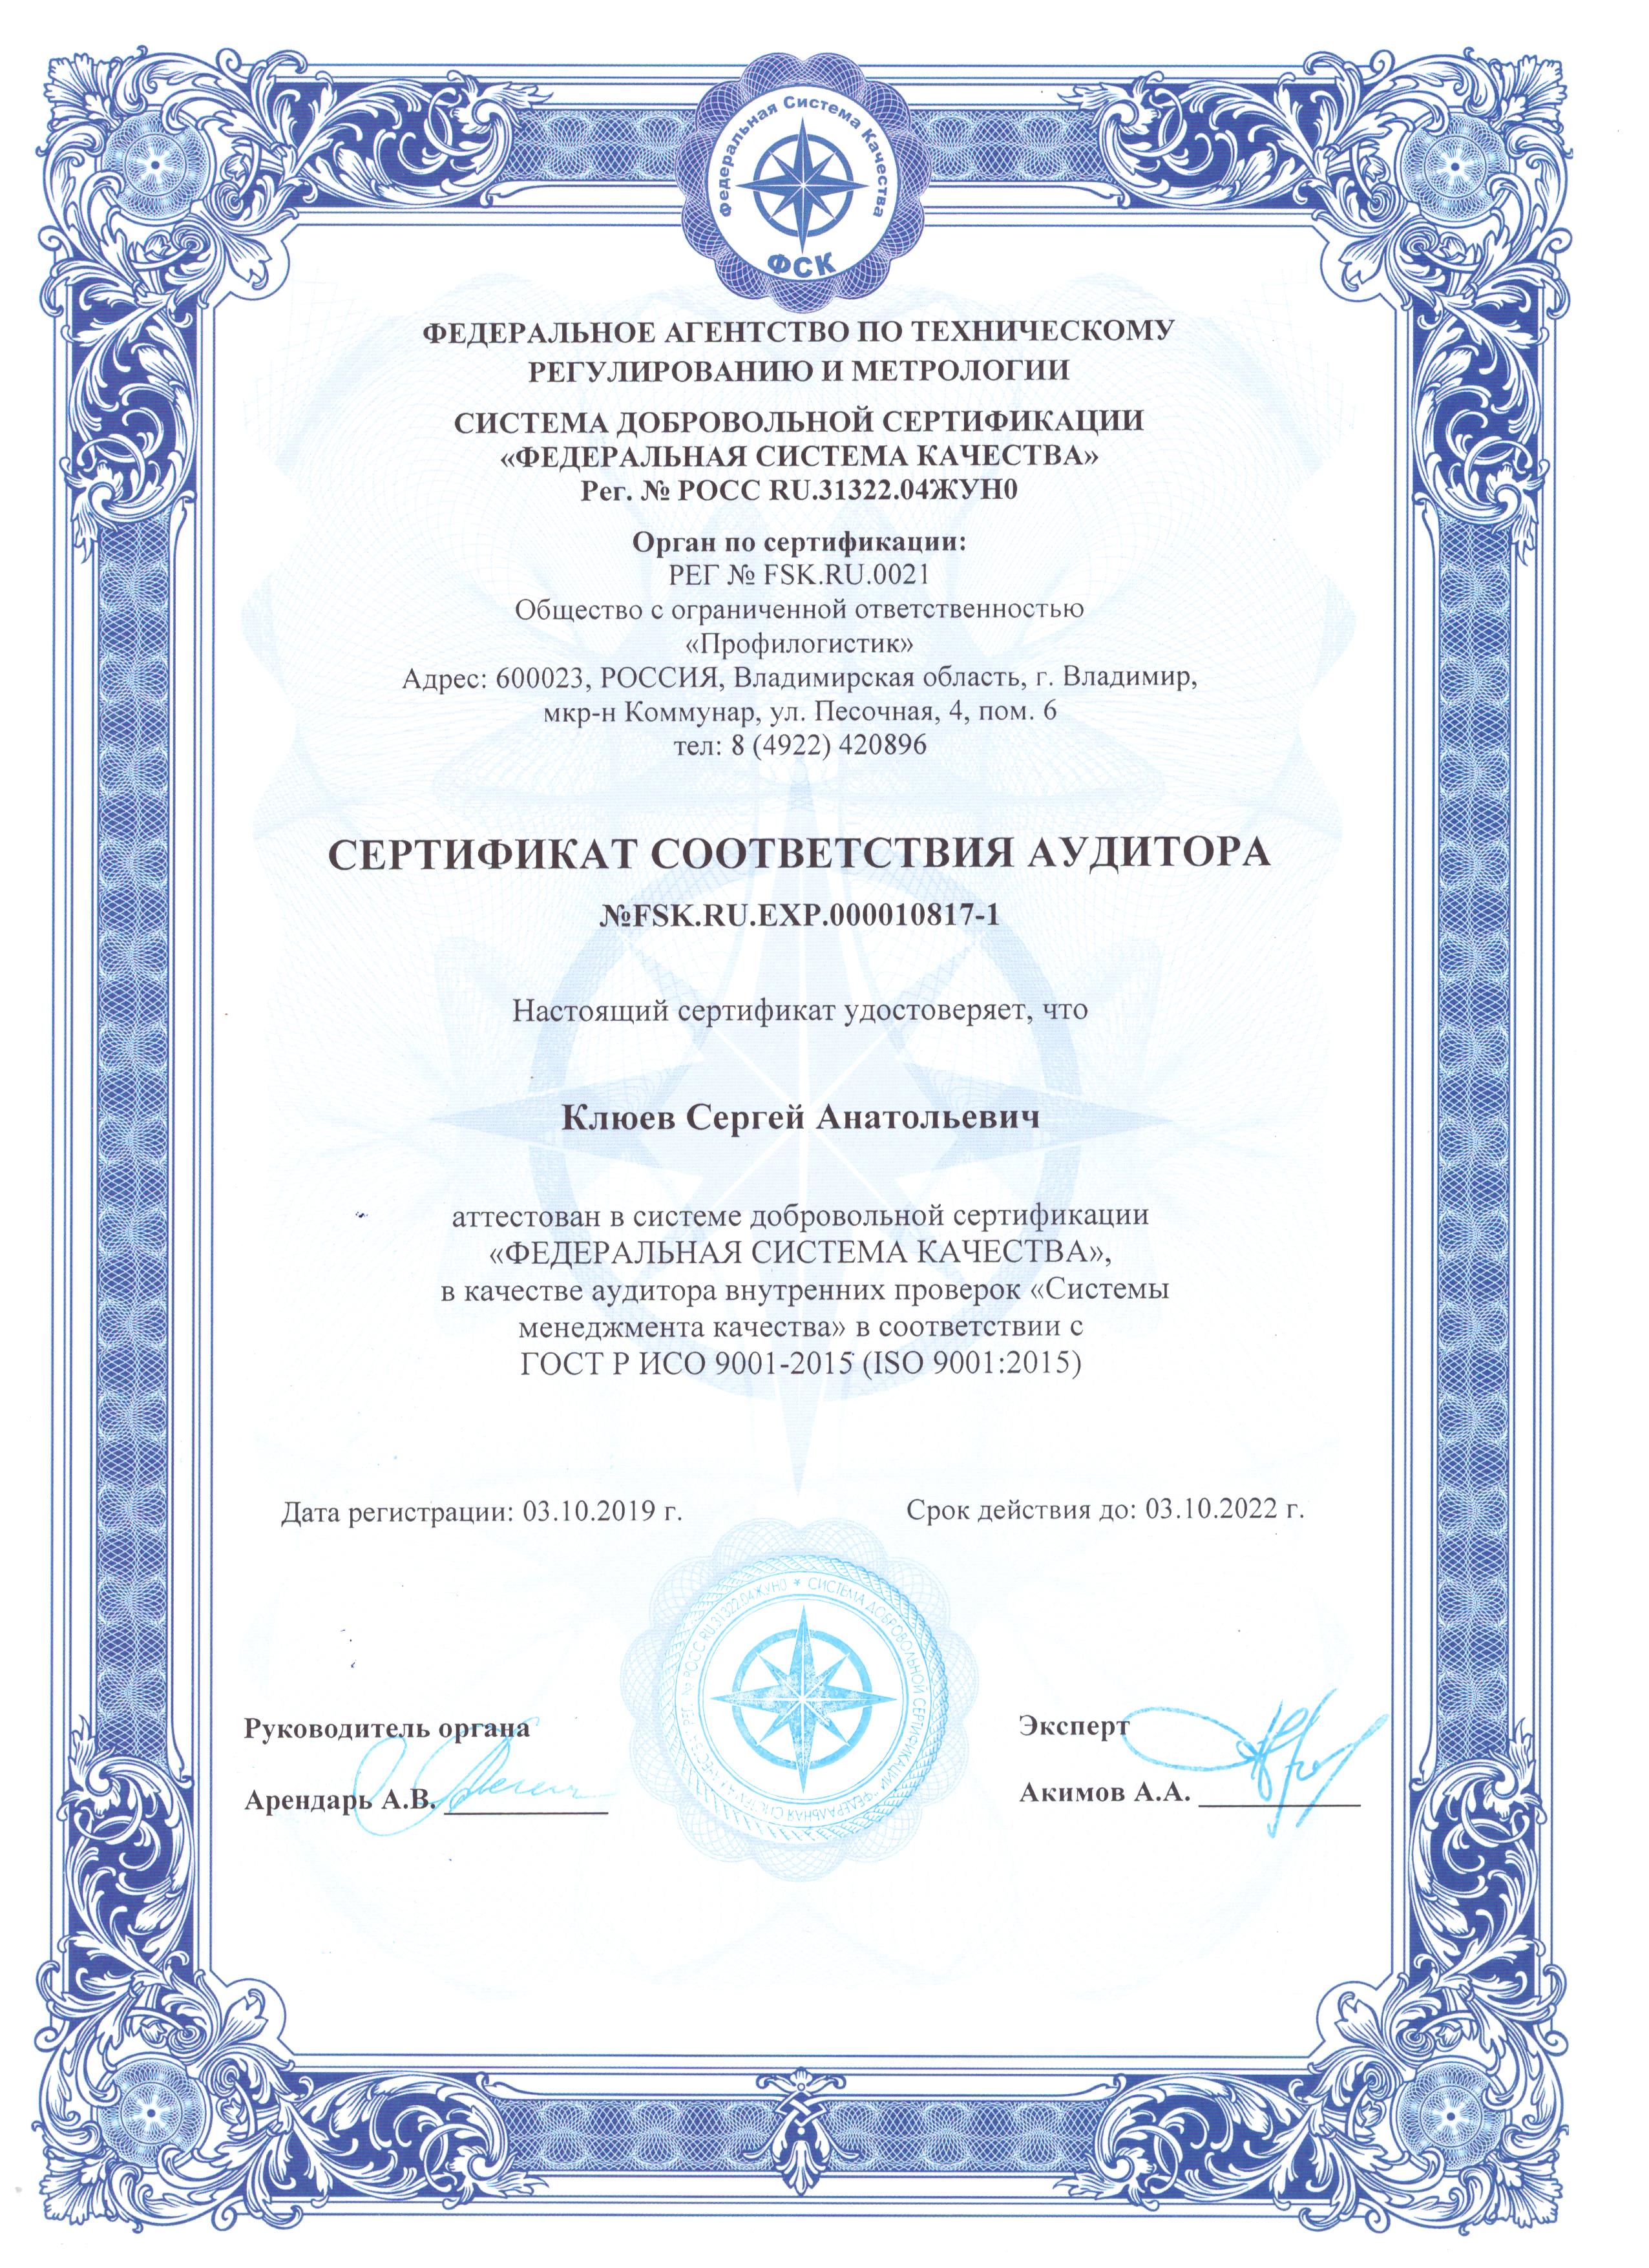 Федеральная Система Качества
ФСК
ФЕДЕРАЛЬНОЕ АГЕНТСТВО ПО ТЕХНИЧЕСКОМУ
РЕГУЛИРОВАНИЮ И МЕТРОЛОГИИ
СИСТЕМА ДОБРОВОЛЬНОЙ СЕРТИФИКАЦИИ
«ФЕДЕРАЛЬНАЯ СИСТЕМА КАЧЕСТВА»
Рег. № РОСС RU.31322.04ЖУН0
Орган по сертификации:
РЕГ № FSK.RU.0021
Общество с ограниченной ответственностью
«Профилогистик»
Адрес: 600023, РОССИЯ, Владимирская область, г. Владимир,
мкр-н Коммунар, ул. Песочная, 4, пом. 6
тел: 8 (4922) 420896
СЕРТИФИКАТ СООТВЕТСТВИЯ АУДИТОРА
№FSK.RU.EXP.000010817-1
Настоящий сертификат удостоверяет, что
Клюев Сергей Анатольевич
аттестован в системе добровольной сертификации
«ФЕДЕРАЛЬНАЯ СИСТЕМА КАЧЕСТВА»,
в качестве аудитора внутренних проверок «Системы
менеджмента качества» в соответствии с
ГОСТ Р ИСО 9001-2015 (ISO 9001:2015)
Дата регистрации: 03.10.2019 г. Срок действия до: 03.10.2022 г.
СИСТЕМА ДОБРОВОЛЬНОЙ СЕРТИФИКАЦИИ «ФЕДЕРАЛЬНАЯ РОСС RU.31322.04ЖУН0
Руководитель органа Эксперт
Арендарь А.В. Акимов А.А.